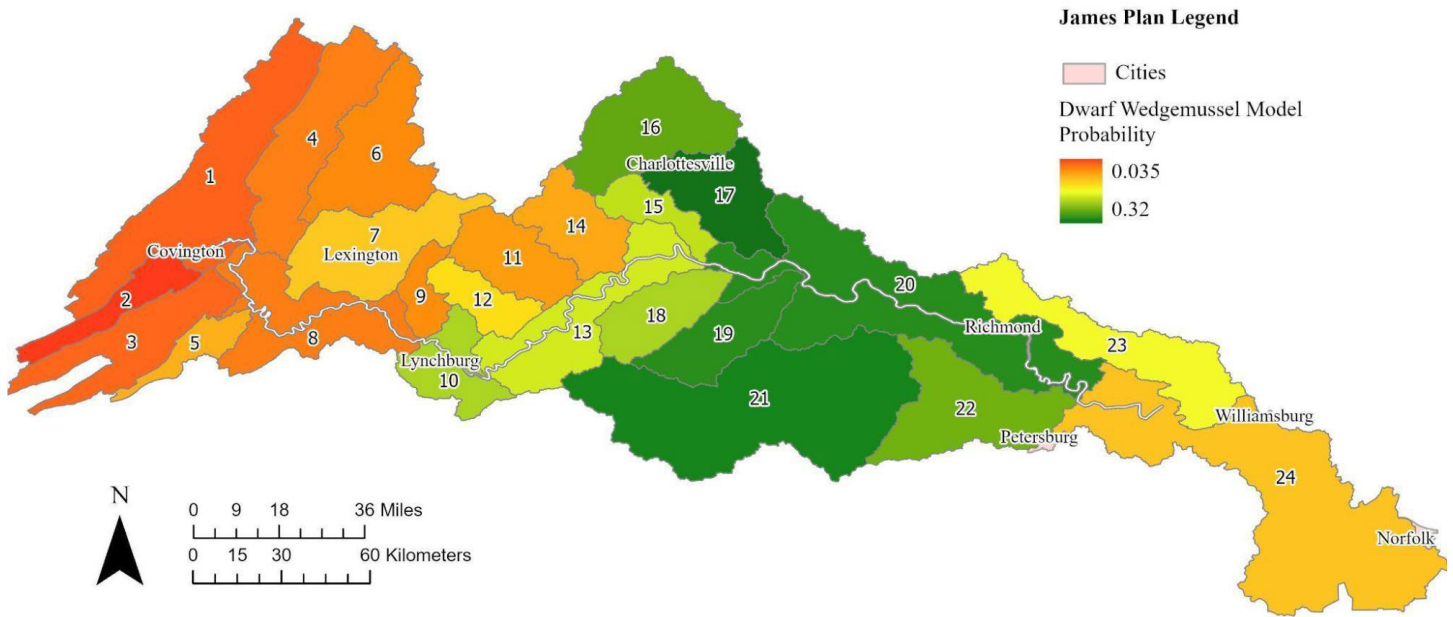 James Plan Legend
Cities
Dwarf Wedgemussel Model
Probability
0.035
0.32
16
4
6
Charlottesville
1
17
15
14
7
Covington
Lexington
11
20
2
9
12
18
13
19
Richmond
3
5
8
23
Lynchburg
10
21
22
Williamsburg
Petersburg
24
Norfolk
N
0 9 18 36 Miles
0 15 30 60 Kilometers